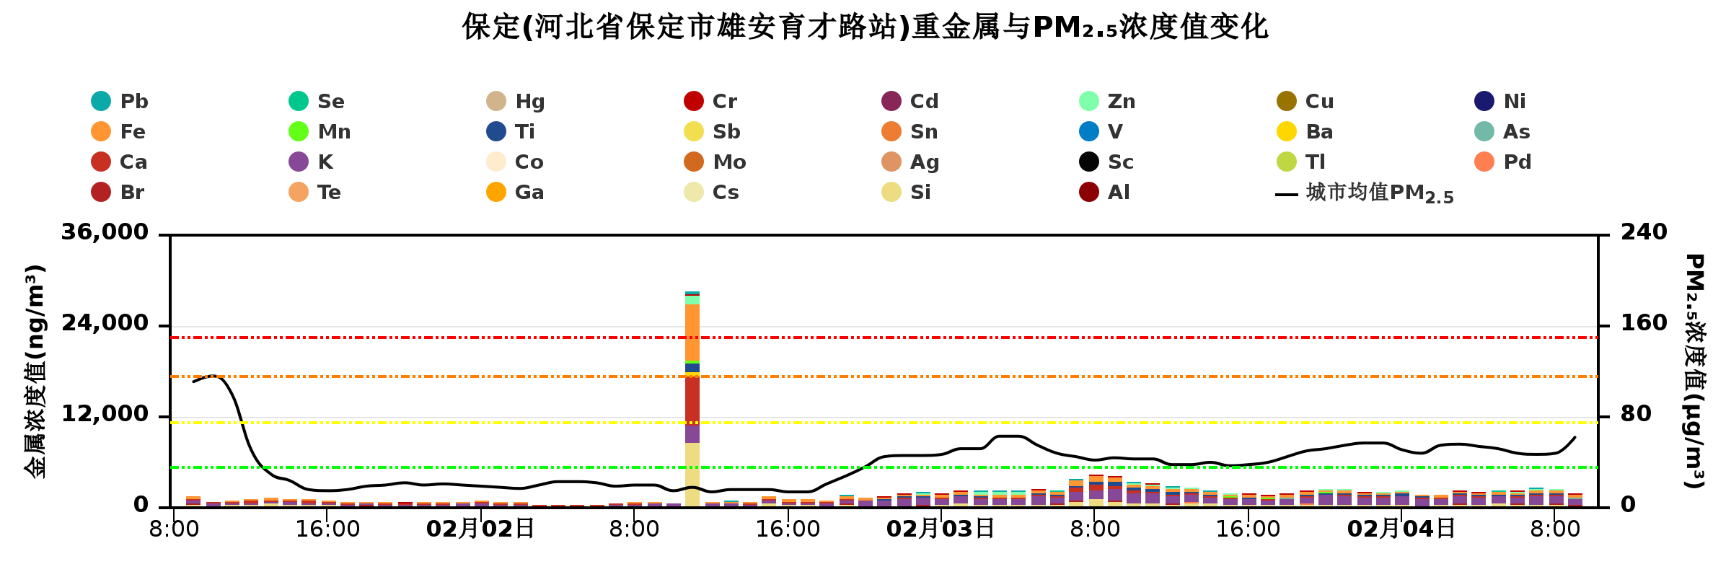 保定(河北省保定市雄安育才路站)重金属与PM₂.₅浓度值变化
Pb Se Hg Cr Cd Zn Cu Ni
Fe Mn Ti Sb Sn V Ba As
Ca K Co Mo Ag Sc Tl Pd
Br Te Ga Cs Si Al 城市均值PM₂.₅
金属浓度值(ng/m³)
36,000
24,000
12,000
0
240
160
80
0
PM₂.₅浓度值(μg/m³)
8:00 16:00 02月02日 8:00 16:00 02月03日 8:00 16:00 02月04日 8:00